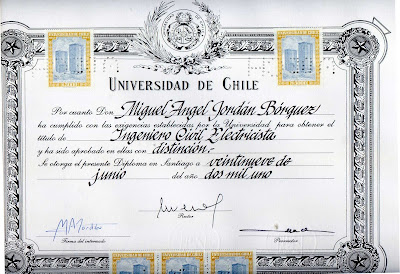 UNIVERSIDAD DE CHILE
Por cuanto Don Miguel Angel Jordán Bórquez
ha cumplido con las exigencias establecidas por la Universidad para obtener el
título de Ingeniero Civil Electricista
y ha sido aprobado en ellas con distinción.
Se otorga el presente Diploma en Santiago a veintinueve de
junio del año dos mil uno
Rector
Firma del interesado
Prorrector